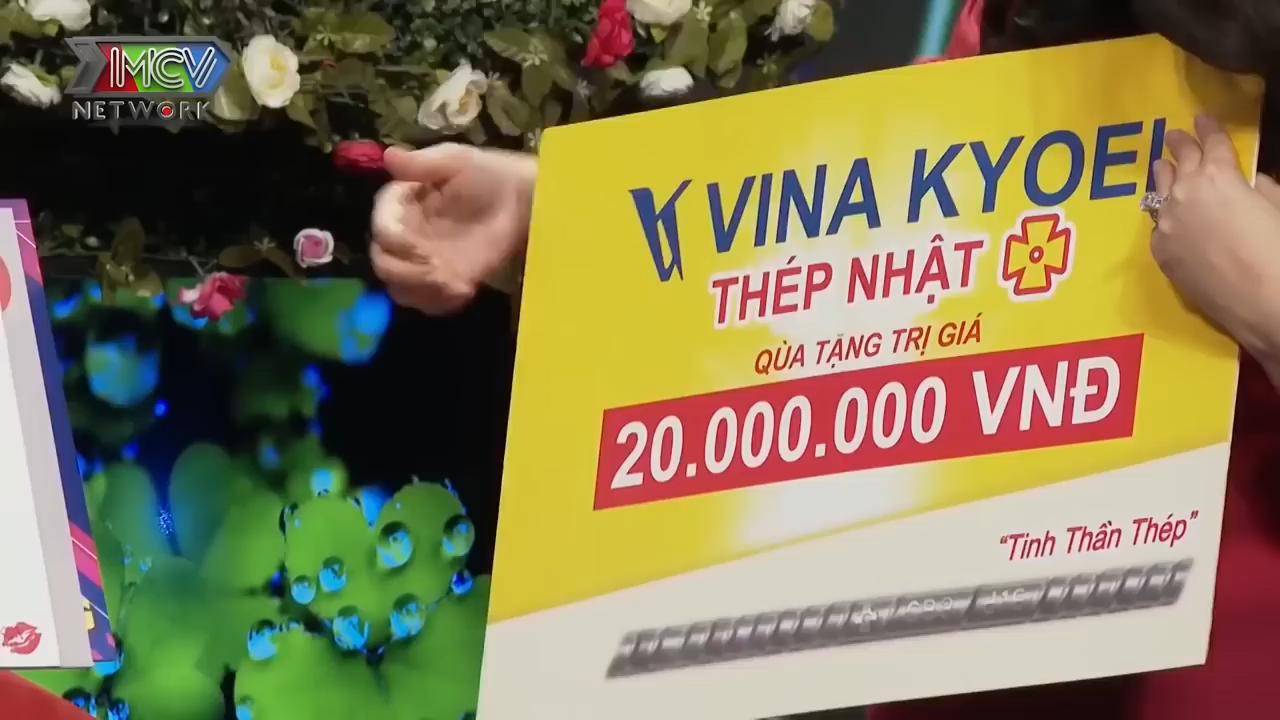 MCV
NETWORK
VINA KYOEI
THÉP NHẬT
QÙA TẶNG TRỊ GIÁ
20.000.000 VNĐ
"Tinh Thần Thép"